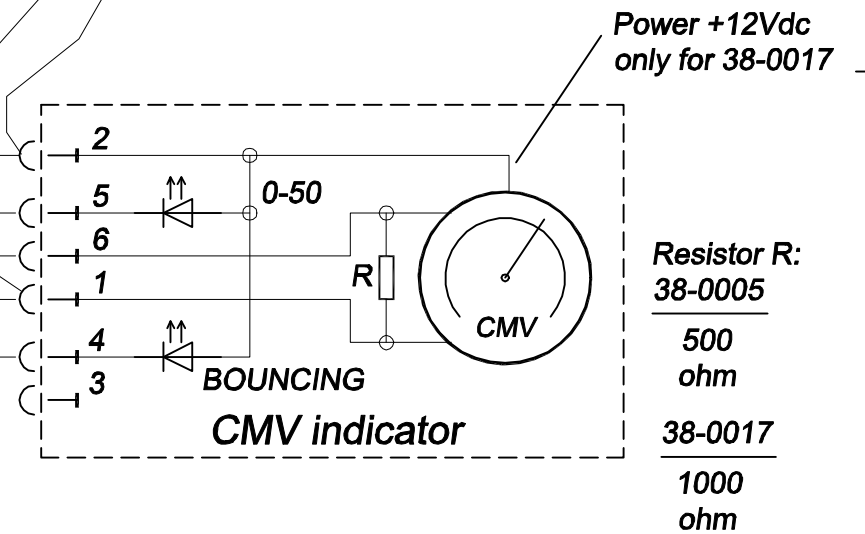 Power +12Vdc
only for 38-0017
2
5
0-50
6
1
R
CMV
4
BOUNCING
3
CMV indicator
Resistor R:
38-0005
500
ohm
38-0017
1000
ohm